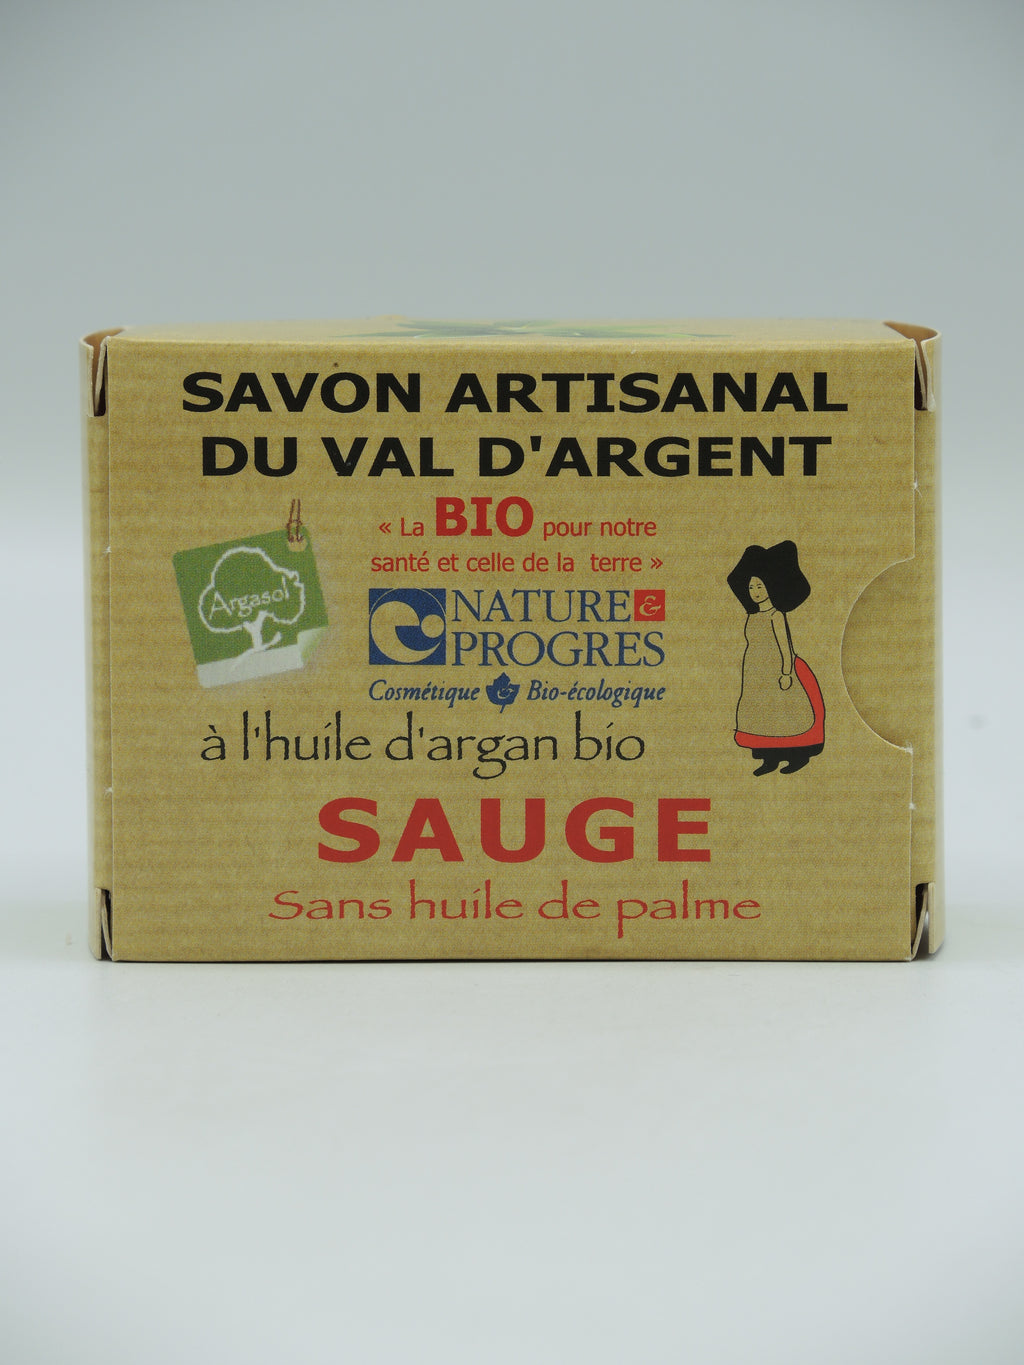 SAVON ARTISANAL
DU VAL D'ARGENT
« La BIO pour notre
santé et celle de la terre »
Argasol
NATURE &
PROGRES
Cosmétique & Bio-écologique
à l'huile d'argan bio
SAUGE
Sans huile de palme